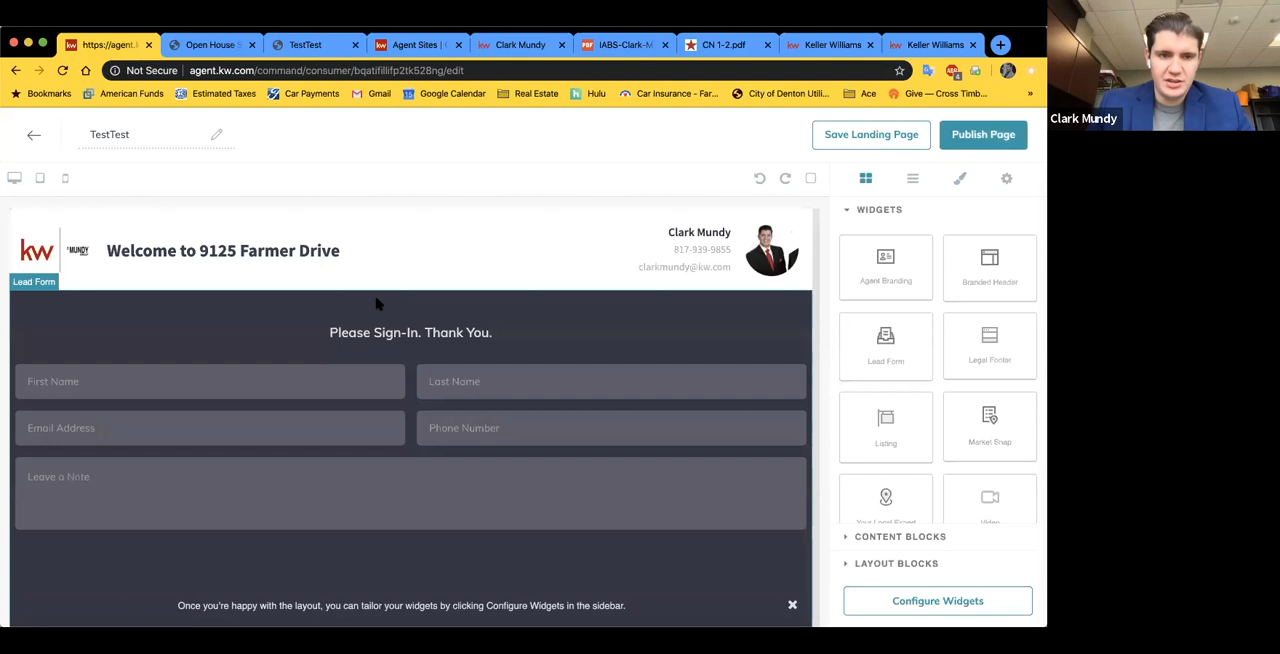 https://agent.k
Open House S
TestTest
Agent Sites | (
Clark Mundy
IABS-Clark-M
CN 1-2.pdf
Keller Williams
Keller Williams
Not Secure
agent.kw.com/command/consumer/bqatifillifp2tk528ng/edit
Bookmarks
American Funds
Estimated Taxes
Car Payments
Gmail
Google Calendar
Real Estate
Hulu
Car Insurance - Far...
City of Denton Utili...
Ace
Give — Cross Timb...
»
Clark Mundy
TestTest
Save Landing Page
Publish Page
WIDGETS
kw
MUNDY
Welcome to 9125 Farmer Drive
Clark Mundy
817-939-9855
clarkmundy@kw.com
Lead Form
Agent Branding
Branded Header
Please Sign-In. Thank You.
First Name
Last Name
Email Address
Phone Number
Leave a Note
Lead Form
Legal Footer
Listing
Market Snap
Your Local Expert
Video
CONTENT BLOCKS
LAYOUT BLOCKS
Once you're happy with the layout, you can tailor your widgets by clicking Configure Widgets in the sidebar.
Configure Widgets